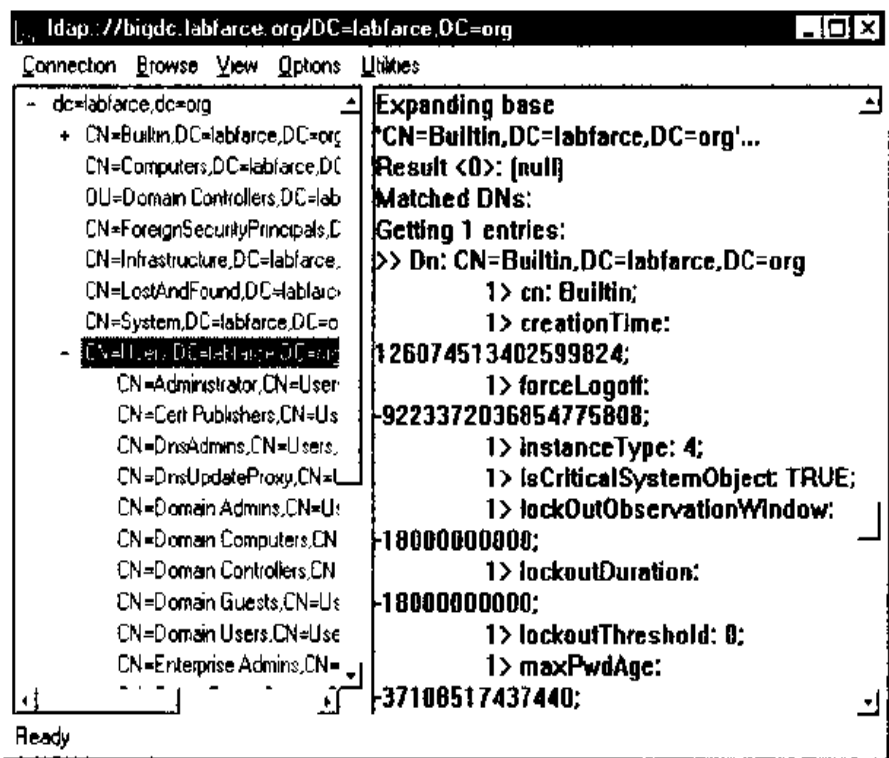 ldap.://bigdc.labfarce.org/DC=labfarce,DC=org
Connection Browse View Options Utilities
- dc=labfarce,dc=org
+ CN=Builtin,DC=labfarce,DC=org
CN=Computers,DC=labfarce,DC
OU=Domain Controllers,DC=lab
CN=ForeignSecurityPrincipals,D
CN=Infrastructure,DC=labfarce,
CN=LostAndFound,DC=labfarc
CN=System,DC=labfarce,DC=o
- CN=Users,DC=labfarce,DC=org
CN=Administrator,CN=User
CN=Cert Publishers,CN=Us
CN=DnsAdmins,CN=Users,
CN=DnsUpdateProxy,CN=U
CN=Domain Admins,CN=Us
CN=Domain Computers,CN
CN=Domain Controllers,CN
CN=Domain Guests,CN=Us
CN=Domain Users,CN=Use
CN=Enterprise Admins,CN=
Expanding base
'CN=Builtin,DC=labfarce,DC=org'...
Result <0>: (null)
Matched DNs:
Getting 1 entries:
>> Dn: CN=Builtin,DC=labfarce,DC=org
1> cn: Builtin;
1> creationTime:
126074513402599824;
1> forceLogoff:
-9223372036854775808;
1> instanceType: 4;
1> isCriticalSystemObject: TRUE;
1> lockOutObservationWindow:
-18000000000;
1> lockoutDuration:
-18000000000;
1> lockoutThreshold: 0;
1> maxPwdAge:
-37108517437440;
Ready